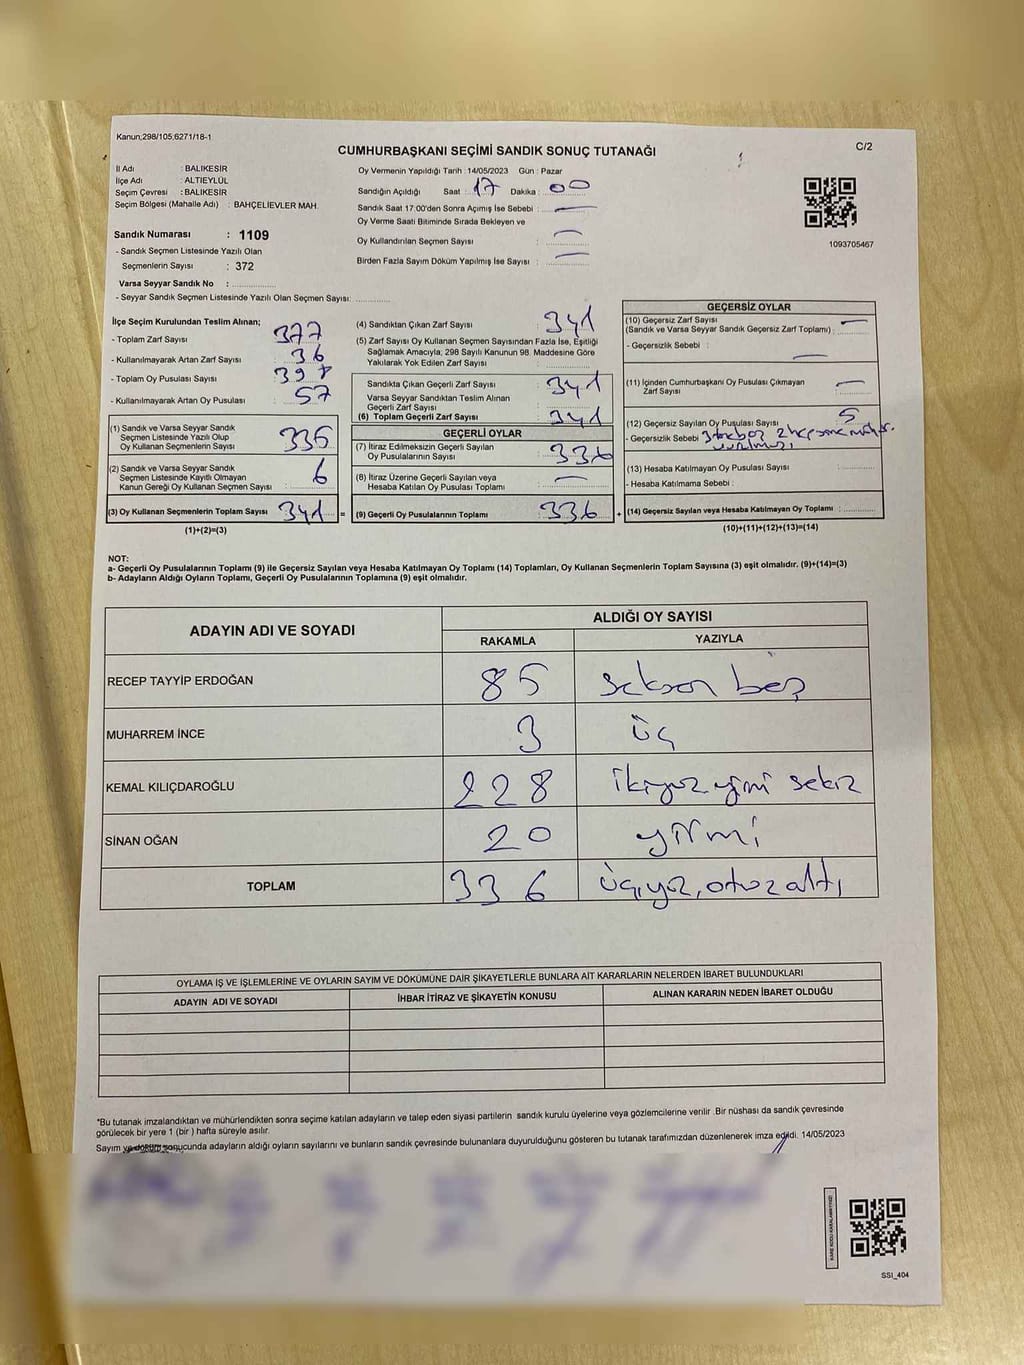 Kanun;298/105,6271/18-1
CUMHURBAŞKANI SEÇİMİ SANDIK SONUÇ TUTANAĞI
C/2
İl Adı : BALIKESİR
İlçe Adı : ALTIEYLÜL
Seçim Çevresi : BALIKESİR
Seçim Bölgesi (Mahalle Adı) : BAHÇELİEVLER MAH.
Sandık Numarası : 1109
- Sandık Seçmen Listesinde Yazılı Olan
Seçmenlerin Sayısı : 372
Varsa Seyyar Sandık No :
- Seyyar Sandık Seçmen Listesinde Yazılı Olan Seçmen Sayısı:
Oy Vermenin Yapıldığı Tarih :14/05/2023 Gün : Pazar
Sandığın Açıldığı Saat : 17 Dakika : 00
Sandık Saat 17:00'den Sonra Açılmış İse Sebebi : —
Oy Verme Saati Bitiminde Sırada Bekleyen ve
Oy Kullandırılan Seçmen Sayısı : —
Birden Fazla Sayım Döküm Yapılmış İse Sayısı : —
1093705467
İlçe Seçim Kurulundan Teslim Alınan;
- Toplam Zarf Sayısı : 377
- Kullanılmayarak Artan Zarf Sayısı : 36
- Toplam Oy Pusulası Sayısı :
- Kullanılmayarak Artan Oy Pusulası : 57
(1) Sandık ve Varsa Seyyar Sandık
Seçmen Listesinde Yazılı Olup
Oy Kullanan Seçmenlerin Sayısı 335
(2) Sandık ve Varsa Seyyar Sandık
Seçmen Listesinde Kayıtlı Olmayan
Kanun Gereği Oy Kullanan Seçmen Sayısı : 6
(3) Oy Kullanan Seçmenlerin Toplam Sayısı 341 =
(1)+(2)=(3)
(4) Sandıktan Çıkan Zarf Sayısı : 341
(5) Zarf Sayısı Oy Kullanan Seçmen Sayısından Fazla İse, Eşitliği
Sağlamak Amacıyla; 298 Sayılı Kanunun 98. Maddesine Göre
Yakılarak Yok Edilen Zarf Sayısı :
Sandıkta Çıkan Geçerli Zarf Sayısı : 341
Varsa Seyyar Sandıktan Teslim Alınan
Geçerli Zarf Sayısı :
(6) Toplam Geçerli Zarf Sayısı : 341
GEÇERLİ OYLAR
(7) İtiraz Edilmeksizin Geçerli Sayılan
Oy Pusulalarının Sayısı : 336
(8) İtiraz Üzerine Geçerli Sayılan veya
Hesaba Katılan Oy Pusulası Toplamı : —
(9) Geçerli Oy Pusulalarının Toplamı : 336 +
GEÇERSİZ OYLAR
(10) Geçersiz Zarf Sayısı —
(Sandık ve Varsa Seyyar Sandık Geçersiz Zarf Toplamı) :
- Geçersizlik Sebebi : —
(11) İçinden Cumhurbaşkanı Oy Pusulası Çıkmayan
Zarf Sayısı : —
(12) Geçersiz Sayılan Oy Pusulası Sayısı : 5
- Geçersizlik Sebebi
(13) Hesaba Katılmayan Oy Pusulası Sayısı :
- Hesaba Katılmama Sebebi :
(14) Geçersiz Sayılan veya Hesaba Katılmayan Oy Toplamı :
(10)+(11)+(12)+(13)=(14)
NOT:
a- Geçerli Oy Pusulalarının Toplamı (9) ile Geçersiz Sayılan veya Hesaba Katılmayan Oy Toplamı (14) Toplamları, Oy Kullanan Seçmenlerin Toplam Sayısına (3) eşit olmalıdır. (9)+(14)=(3)
b- Adayların Aldığı Oyların Toplamı, Geçerli Oy Pusulalarının Toplamına (9) eşit olmalıdır.
ADAYIN ADI VE SOYADI
ALDIĞI OY SAYISI
RAKAMLA YAZIYLA
RECEP TAYYİP ERDOĞAN 85 seksen beş
MUHARREM İNCE 3 üç
KEMAL KILIÇDAROĞLU 228 ikiyüz yirmi sekiz
SİNAN OĞAN 20 yirmi
TOPLAM 336 üçyüz otuz altı
OYLAMA İŞ VE İŞLEMLERİNE VE OYLARIN SAYIM VE DÖKÜMÜNE DAİR ŞİKAYETLERLE BUNLARA AİT KARARLARIN NELERDEN İBARET BULUNDUKLARI
ADAYIN ADI VE SOYADI İHBAR İTİRAZ VE ŞİKAYETİN KONUSU ALINAN KARARIN NEDEN İBARET OLDUĞU
*Bu tutanak imzalandıktan ve mühürlendikten sonra seçime katılan adayların ve talep eden siyasi partilerin sandık kurulu üyelerine veya gözlemcilerine verilir .Bir nüshası da sandık çevresinde
görülecek bir yere 1 (bir ) hafta süreyle asılır.
Sayım ve döküm sonucunda adayların aldığı oyların sayılarını ve bunların sandık çevresinde bulunanlara duyurulduğunu gösteren bu tutanak tarafımızdan düzenlenerek imza edildi. 14/05/2023
KARE KODU KARALAMAYINIZ!
SSI_404